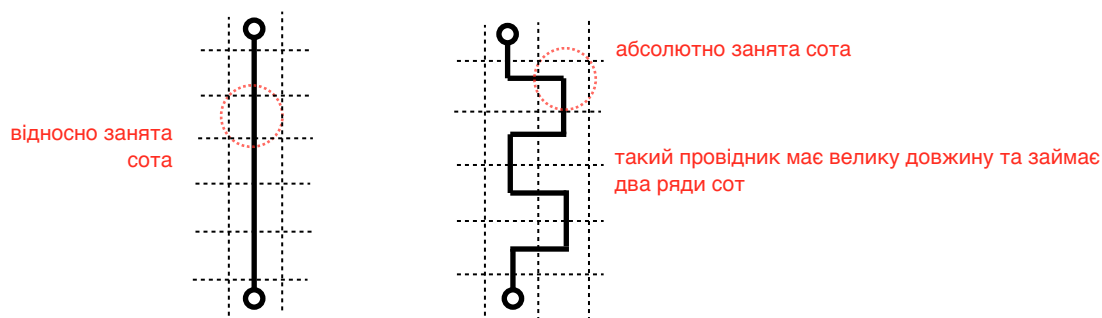 абсолютно занята сота
відносно занята
сота
такий провідник має велику довжину та займає
два ряди сот